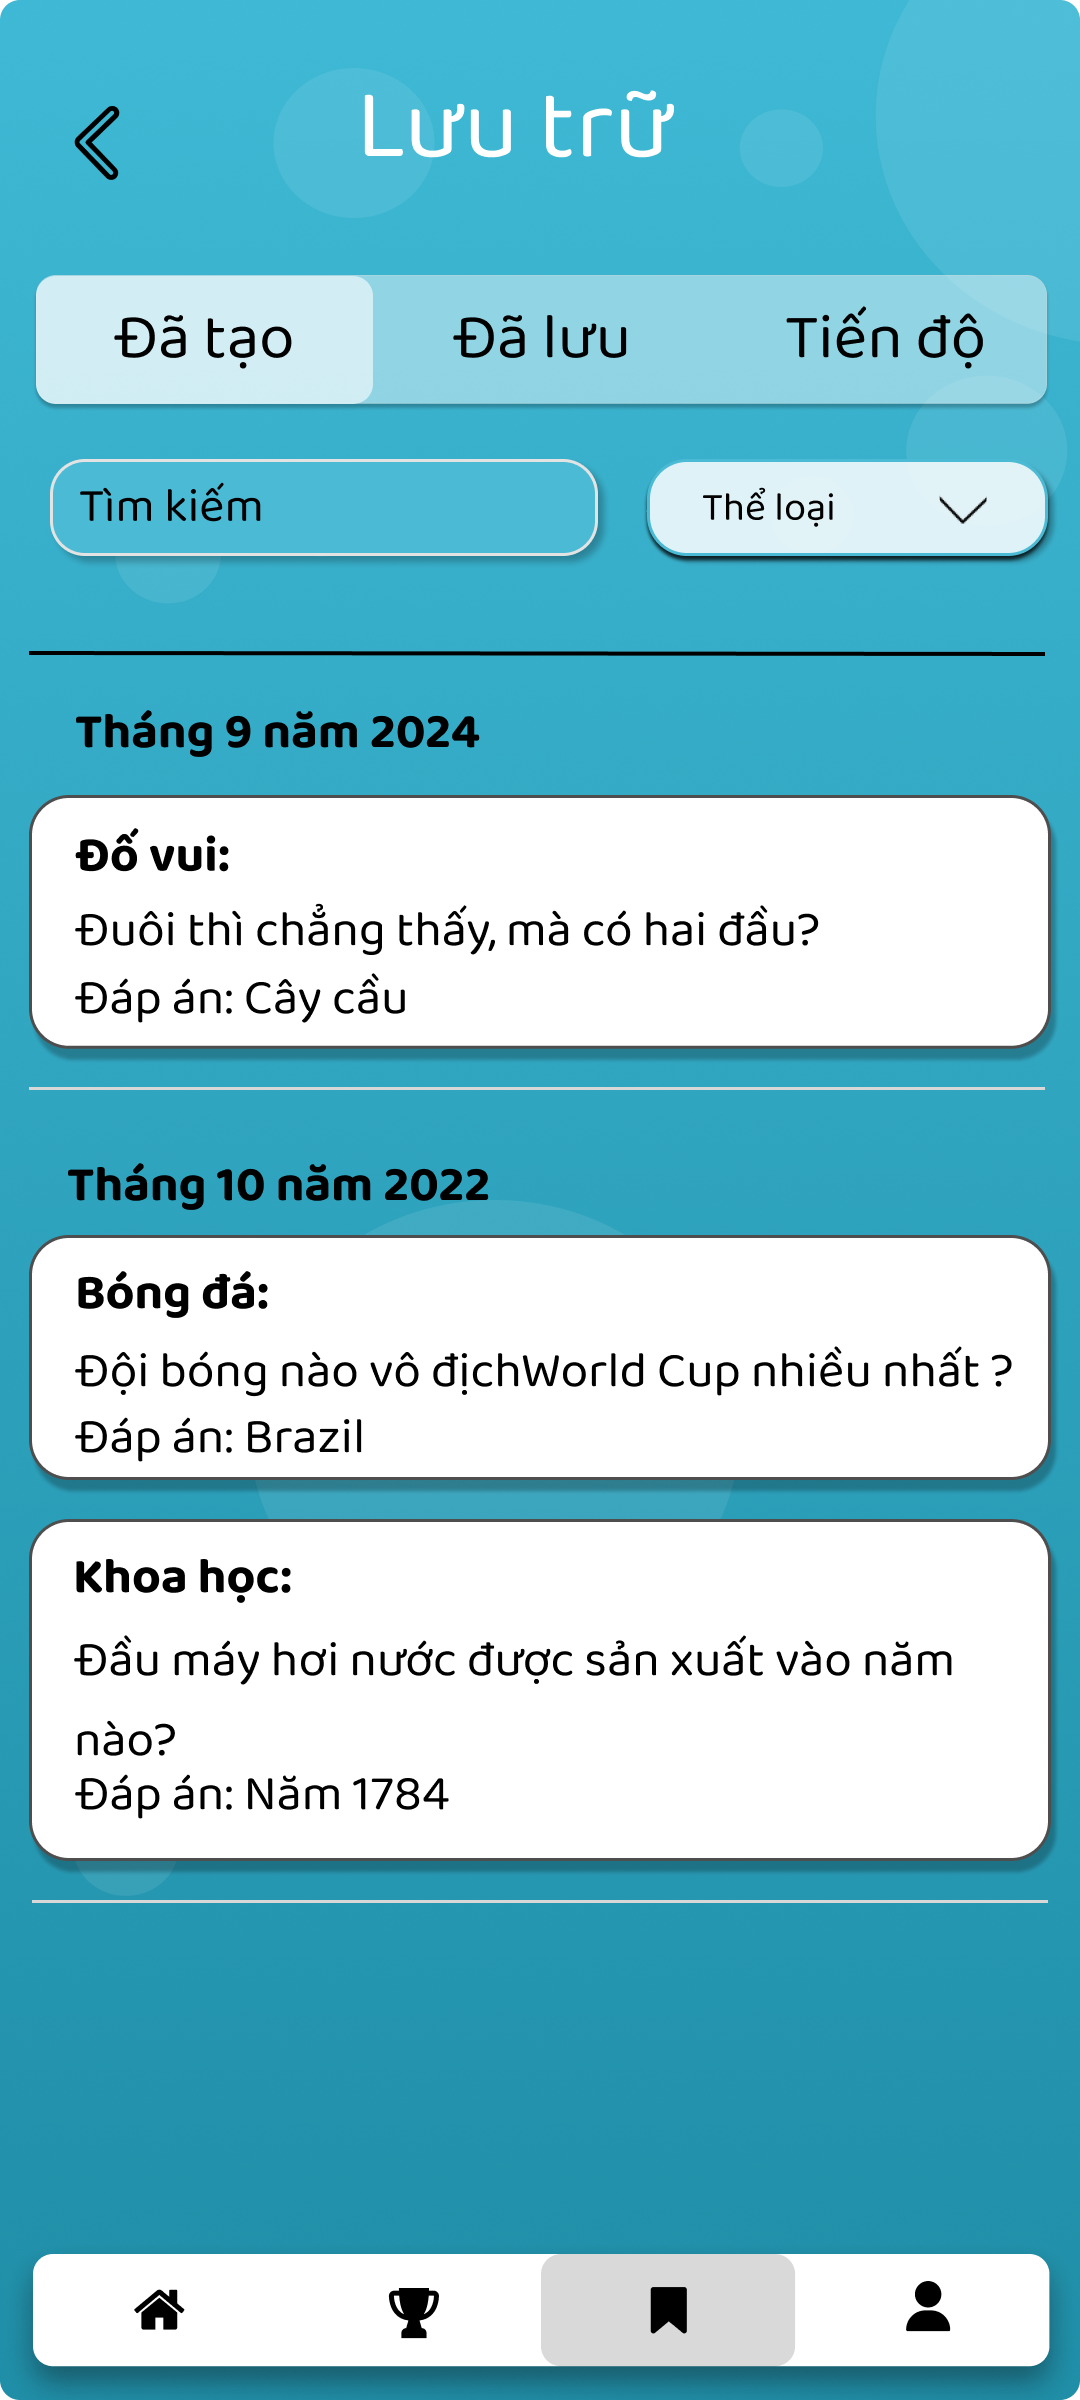 Lưu trữ
Đã tạo
Đã lưu
Tiến độ
Tìm kiếm
Thể loại
Tháng 9 năm 2024
Đố vui:
Đuôi thì chẳng thấy, mà có hai đầu?
Đáp án: Cây cầu
Tháng 10 năm 2022
Bóng đá:
Đội bóng nào vô địchWorld Cup nhiều nhất ?
Đáp án: Brazil
Khoa học:
Đầu máy hơi nước được sản xuất vào năm
nào?
Đáp án: Năm 1784